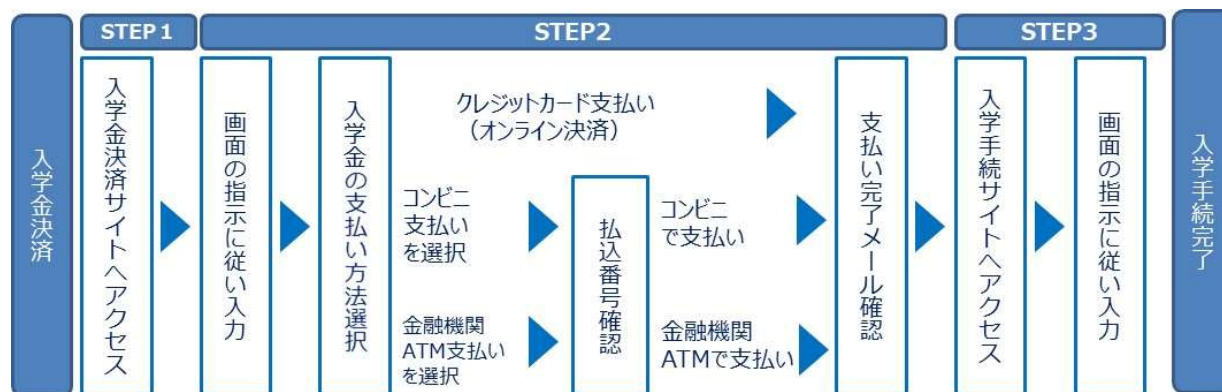 入学金決済
STEP1
入学金決済サイトへアクセス
STEP2
画面の指示に従い入力
入学金の支払い方法選択
クレジットカード支払い
（オンライン決済）
コンビニ
支払い
を選択
金融機関
ATM支払い
を選択
払込番号確認
コンビニ
で支払い
金融機関
ATMで支払い
支払い完了メール確認
STEP3
入学手続サイトへアクセス
画面の指示に従い入力
入学手続完了